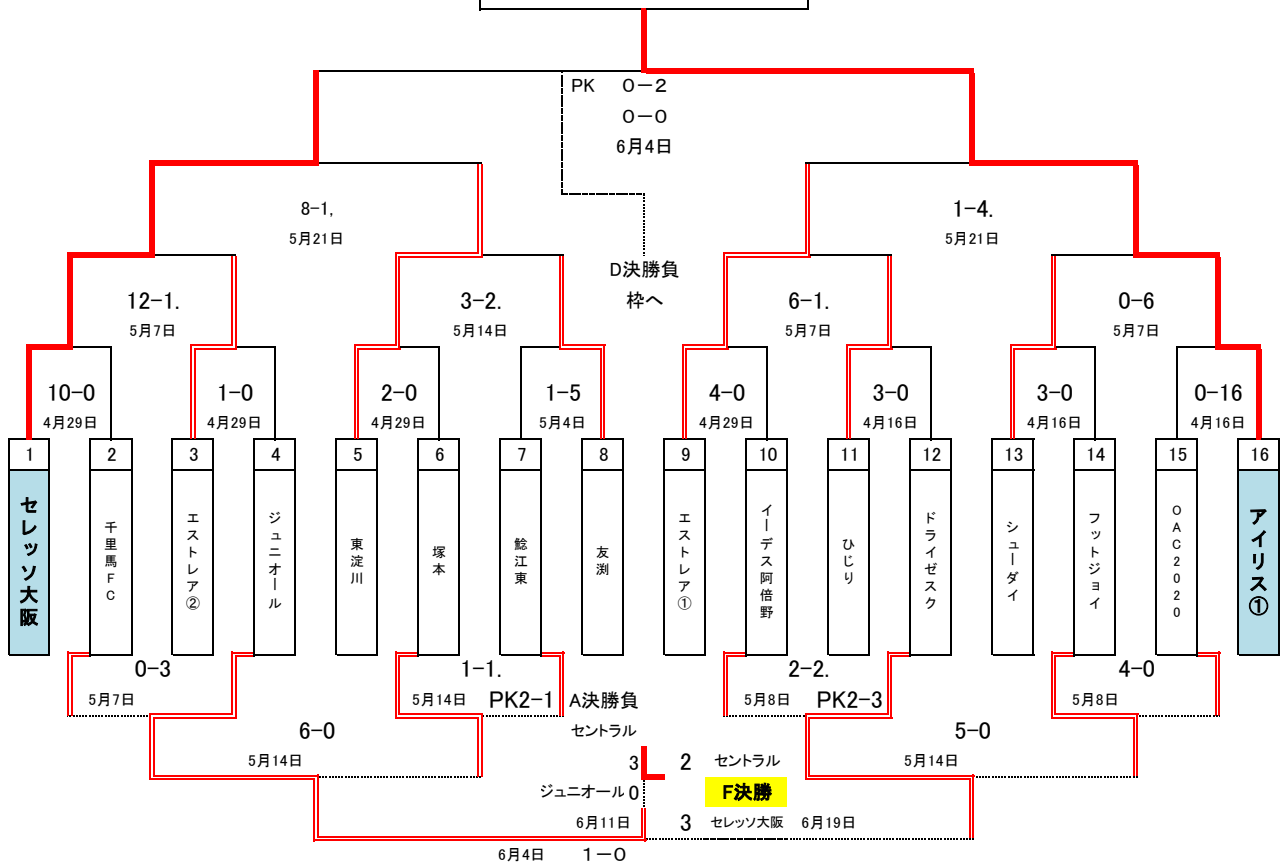 PK 0-2
0-0
6月4日
8-1,
5月21日
1-4.
5月21日
D決勝負
枠へ
12-1.
5月7日
3-2.
5月14日
6-1.
5月7日
0-6
5月7日
10-0
4月29日
1-0
4月29日
2-0
4月29日
1-5
5月4日
4-0
4月29日
3-0
4月16日
3-0
4月16日
0-16
4月16日
1
2
3
4
5
6
7
8
9
10
11
12
13
14
15
16
セレッソ大阪
千里馬FC
エストレア②
ジュニオール
東淀川
塚本
鯰江東
友渕
エストレア①
イーデス阿倍野
ひじり
ドライゼスク
シューダイ
フットジョイ
OAC2020
アイリス①
0-3
5月7日
1-1.
5月14日 PK2-1
A決勝負
2-2.
5月8日 PK2-3
4-0
5月8日
6-0
5月14日
セントラル
5-0
5月14日
3
2 セントラル
ジュニオール 0
F決勝
6月11日
3 セレッソ大阪 6月19日
6月4日 1-0